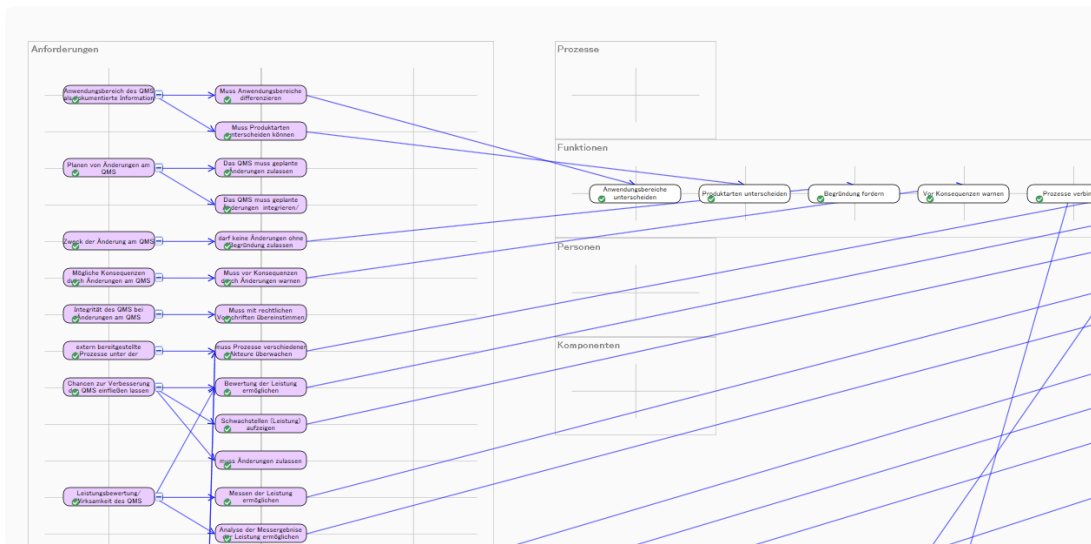 Anforderungen
Prozesse
Anwendungsbereich des QMS
als dokumentierte Information
Muss Anwendungsbereiche
differenzieren
Muss Produktarten
unterscheiden können
Funktionen
Planen von Änderungen am
QMS
Das QMS muss geplante
Änderungen zulassen
Anwendungsbereiche
unterscheiden
Produktarten unterscheiden
Begründung fordern
Vor Konsequenzen warnen
Prozesse verbin
Das QMS muss geplante
Änderungen integrieren/
Zweck der Änderung am QMS
darf keine Änderungen ohne
Begründung zulassen
Personen
Mögliche Konsequenzen
durch Änderungen am QMS
Muss vor Konsequenzen
durch Änderungen warnen
Integrität des QMS bei
Änderungen am QMS
Muss mit rechtlichen
Vorschriften übereinstimmen
Komponenten
extern bereitgestellte
Prozesse unter der
muss Prozesse verschiedener
Akteure überwachen
Chancen zur Verbesserung
des QMS einfließen lassen
Bewertung der Leistung
ermöglichen
Schwachstellen (Leistung)
aufzeigen
muss Änderungen zulassen
Leistungsbewertung/
Wirksamkeit des QMS
Messen der Leistung
ermöglichen
Analyse der Messergebnise
der Leistung ermöglichen